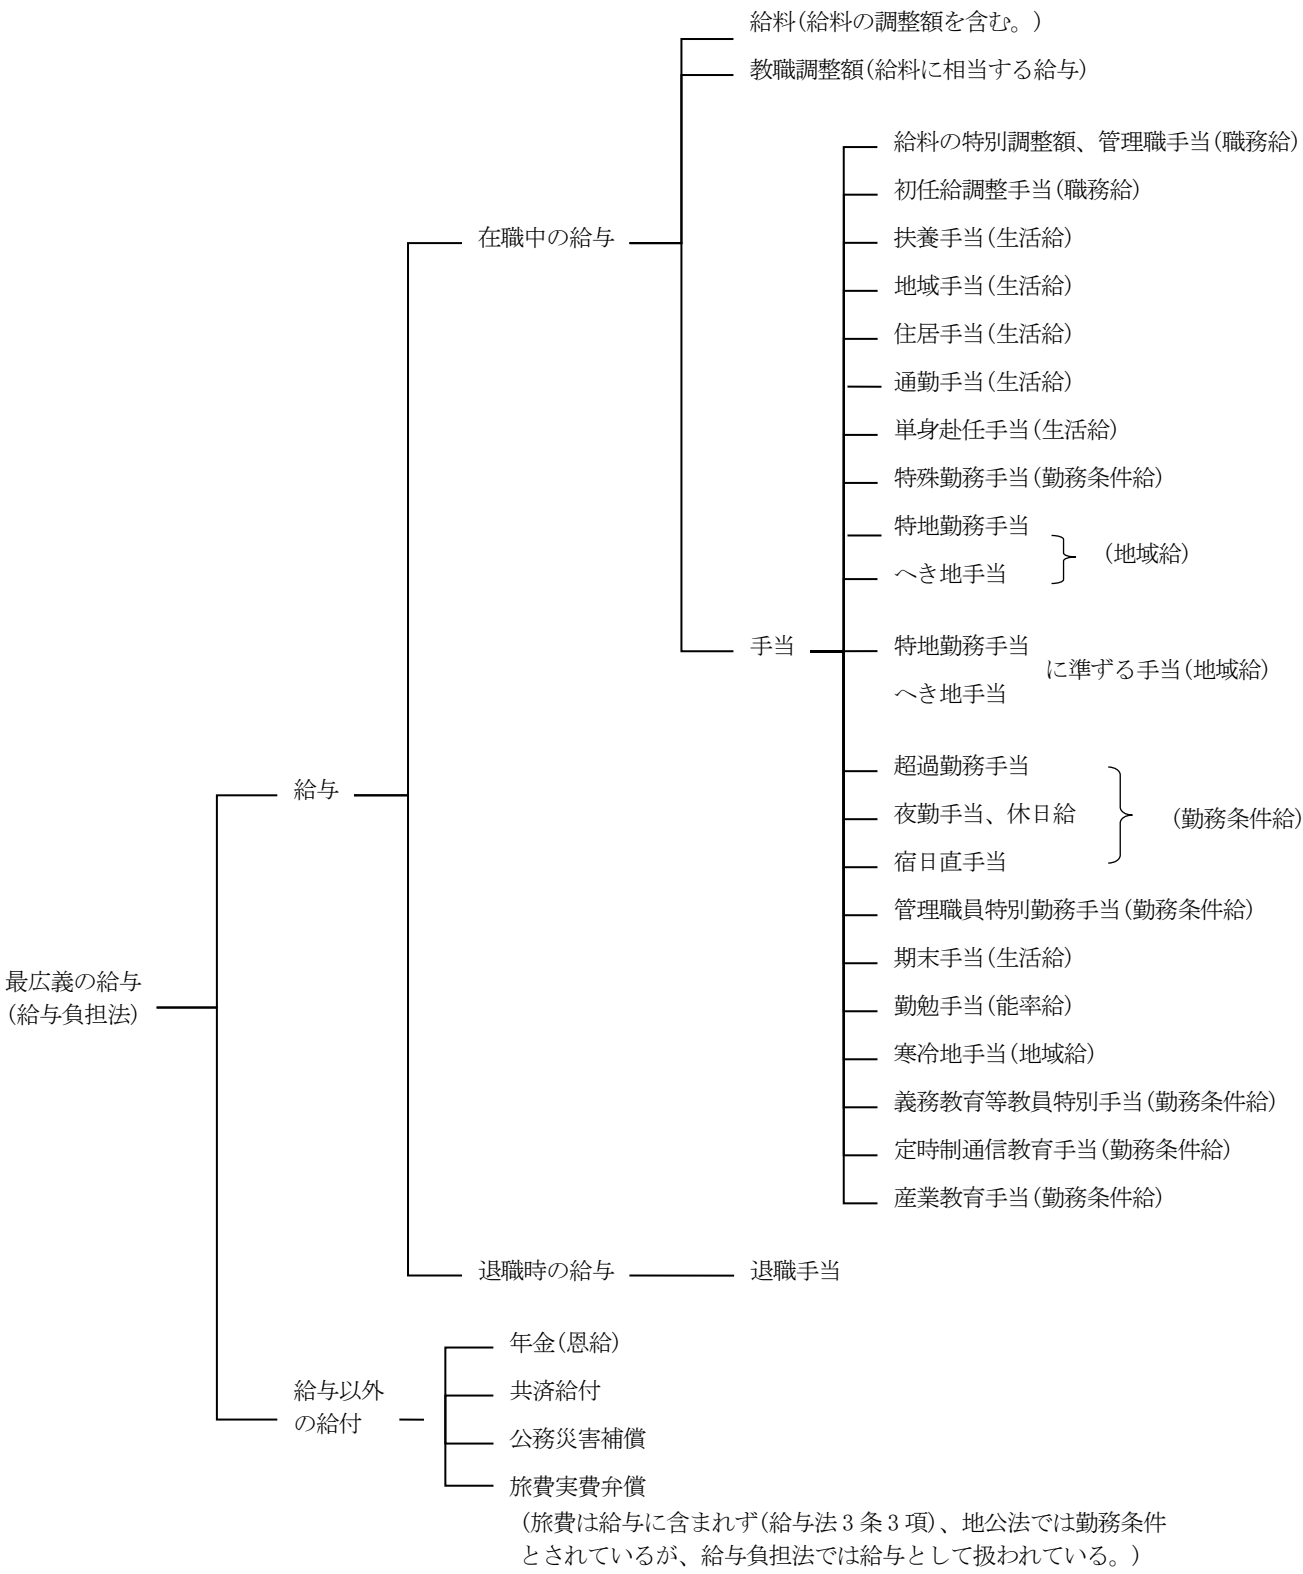 給料(給料の調整額を含む。)
教職調整額(給料に相当する給与)
給料の特別調整額、管理職手当(職務給)
初任給調整手当(職務給)
在職中の給与
扶養手当(生活給)
地域手当(生活給)
住居手当(生活給)
通勤手当(生活給)
単身赴任手当(生活給)
特殊勤務手当(勤務条件給)
特地勤務手当
(地域給)
へき地手当
手当
特地勤務手当
に準ずる手当(地域給)
へき地手当
超過勤務手当
給与
夜勤手当、休日給
(勤務条件給)
宿日直手当
管理職員特別勤務手当(勤務条件給)
期末手当(生活給)
最広義の給与
(給与負担法)
勤勉手当(能率給)
寒冷地手当(地域給)
義務教育等教員特別手当(勤務条件給)
定時制通信教育手当(勤務条件給)
産業教育手当(勤務条件給)
退職時の給与
退職手当
年金(恩給)
給与以外
の給付
共済給付
公務災害補償
旅費実費弁償
(旅費は給与に含まれず(給与法3条3項)、地公法では勤務条件
とされているが、給与負担法では給与として扱われている。)